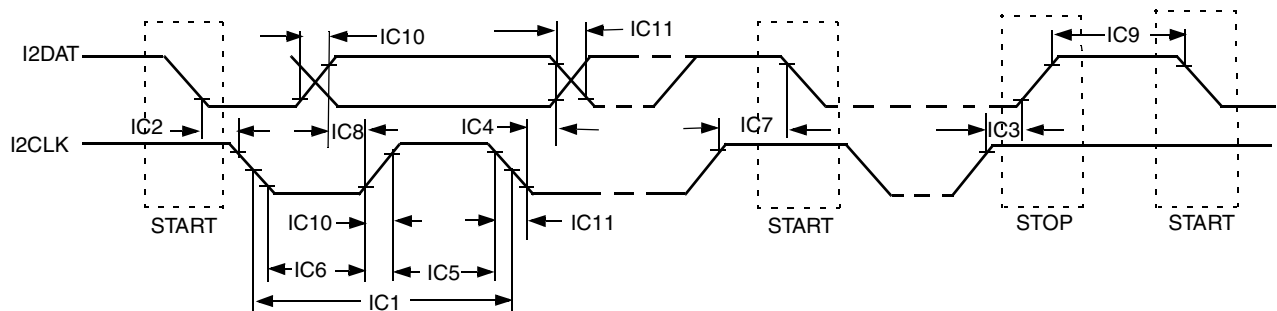 I2DAT
IC10
IC11
IC9
IC2
IC8
IC4
IC7
IC3
I2CLK
START
IC10
IC11
START
STOP
START
IC6
IC5
IC1